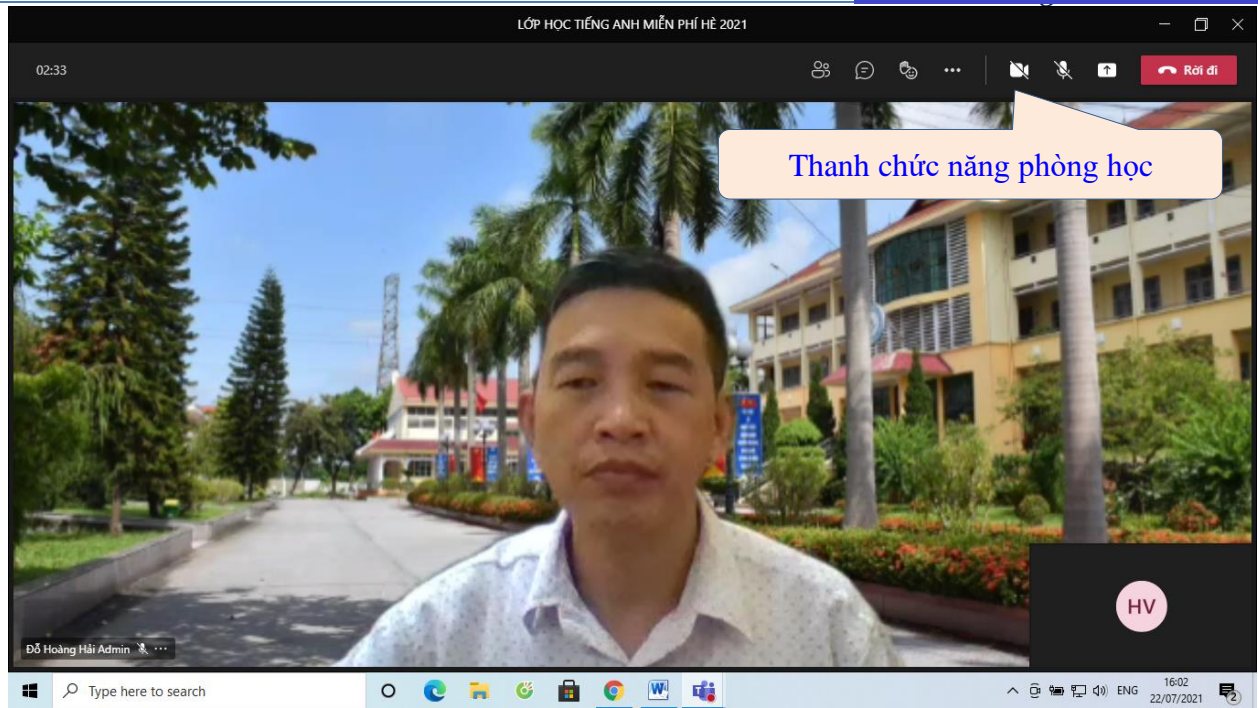 LỚP HỌC TIẾNG ANH MIỄN PHÍ HÈ 2021
02:33
Rời đi
Thanh chức năng phòng học
HV
Đỗ Hoàng Hải Admin
Type here to search
ENG
16:02
22/07/2021
2